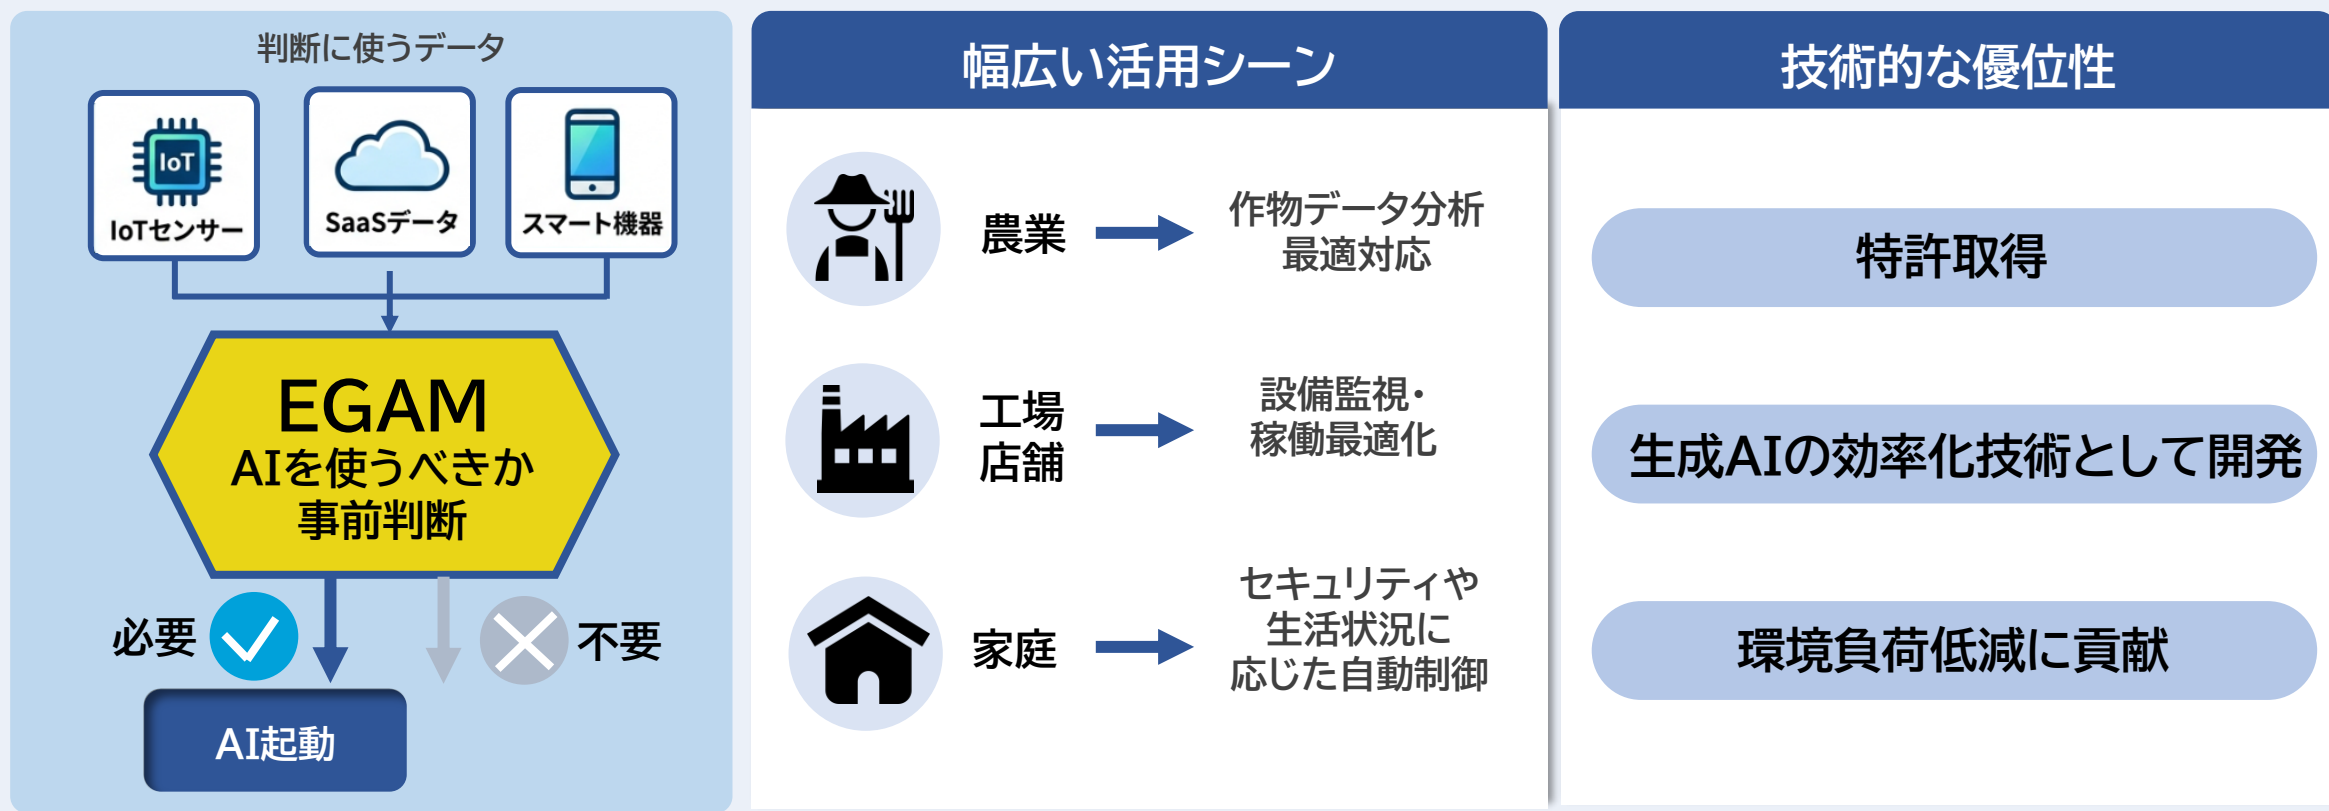 判断に使うデータ
IoT
IoTセンサー
SaaSデータ
スマート機器
EGAM
AIを使うべきか
事前判断
必要
不要
AI起動
幅広い活用シーン
農業
作物データ分析
最適対応
工場
店舗
設備監視・
稼働最適化
家庭
セキュリティや
生活状況に
応じた自動制御
技術的な優位性
特許取得
生成AIの効率化技術として開発
環境負荷低減に貢献